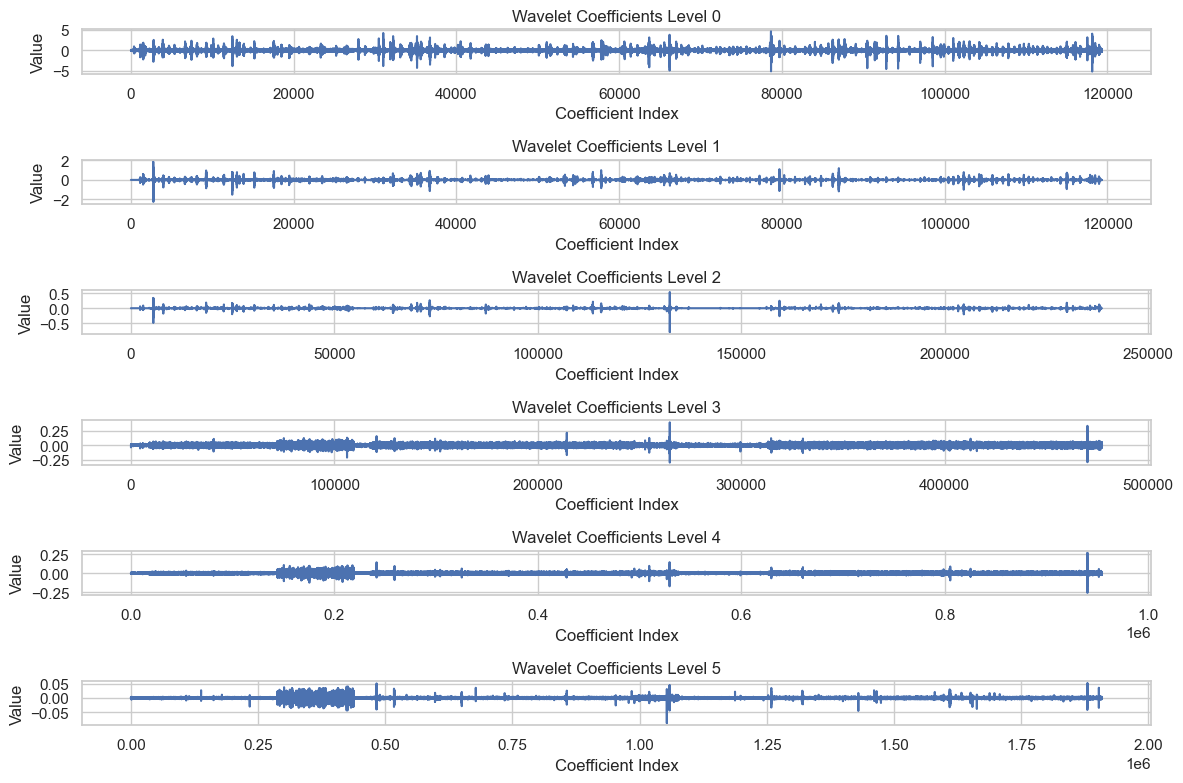 Wavelet Coefficients Level 0
5
0
−5
Value
0 20000 40000 60000 80000 100000 120000
Coefficient Index
Wavelet Coefficients Level 1
2
0
−2
Value
0 20000 40000 60000 80000 100000 120000
Coefficient Index
Wavelet Coefficients Level 2
0.5
0.0
−0.5
Value
0 50000 100000 150000 200000 250000
Coefficient Index
Wavelet Coefficients Level 3
0.25
0.00
−0.25
Value
0 100000 200000 300000 400000 500000
Coefficient Index
Wavelet Coefficients Level 4
0.25
0.00
−0.25
Value
0.0 0.2 0.4 0.6 0.8 1.0
1e6
Coefficient Index
Wavelet Coefficients Level 5
0.05
0.00
−0.05
Value
0.00 0.25 0.50 0.75 1.00 1.25 1.50 1.75 2.00
1e6
Coefficient Index